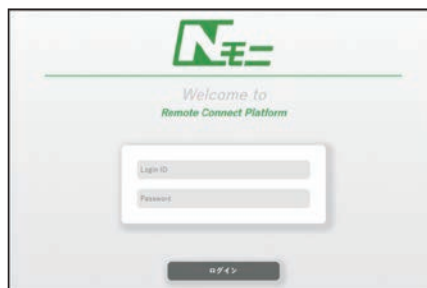 Nモニ
Welcome to
Remote Connect Platform
Login ID
Password
ログイン